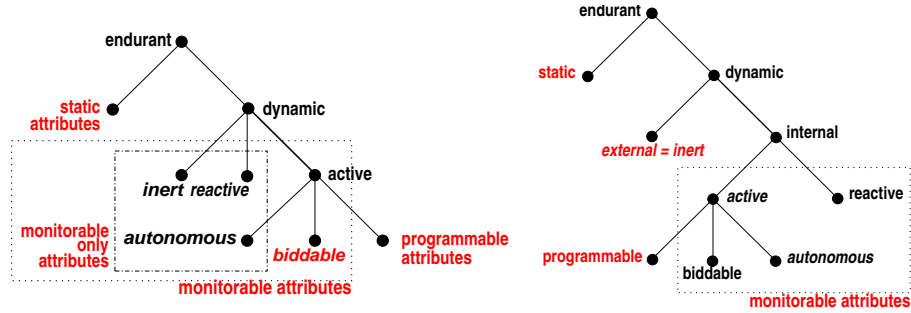 endurant
static
attributes
dynamic
inert reactive
active
monitorable
only
attributes
autonomous
biddable
programmable
attributes
monitorable attributes
endurant
static
dynamic
external = inert
internal
active
reactive
programmable
biddable
autonomous
monitorable attributes